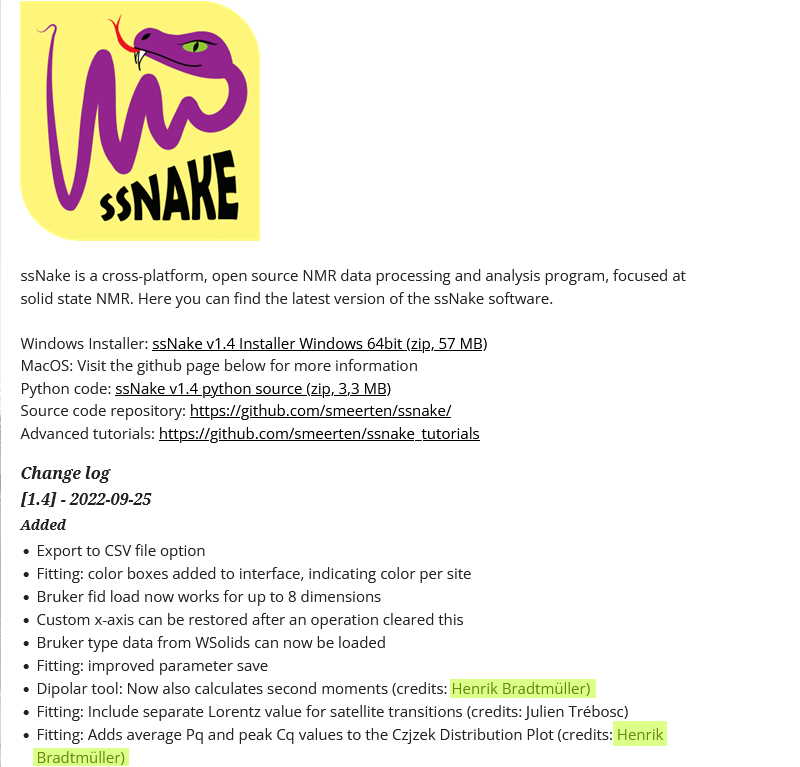 ssNAKE
ssNake is a cross-platform, open source NMR data processing and analysis program, focused at
solid state NMR. Here you can find the latest version of the ssNake software.
Windows Installer: ssNake v1.4 Installer Windows 64bit (zip, 57 MB)
MacOS: Visit the github page below for more information
Python code: ssNake v1.4 python source (zip, 3,3 MB)
Source code repository: https://github.com/smeerten/ssnake/
Advanced tutorials: https://github.com/smeerten/ssnake_tutorials
Change log
[1.4] - 2022-09-25
Added
• Export to CSV file option
• Fitting: color boxes added to interface, indicating color per site
• Bruker fid load now works for up to 8 dimensions
• Custom x-axis can be restored after an operation cleared this
• Bruker type data from WSolids can now be loaded
• Fitting: improved parameter save
• Dipolar tool: Now also calculates second moments (credits: Henrik Bradtmüller)
• Fitting: Include separate Lorentz value for satellite transitions (credits: Julien Trébosc)
• Fitting: Adds average Pq and peak Cq values to the Czjzek Distribution Plot (credits: Henrik
Bradtmüller)